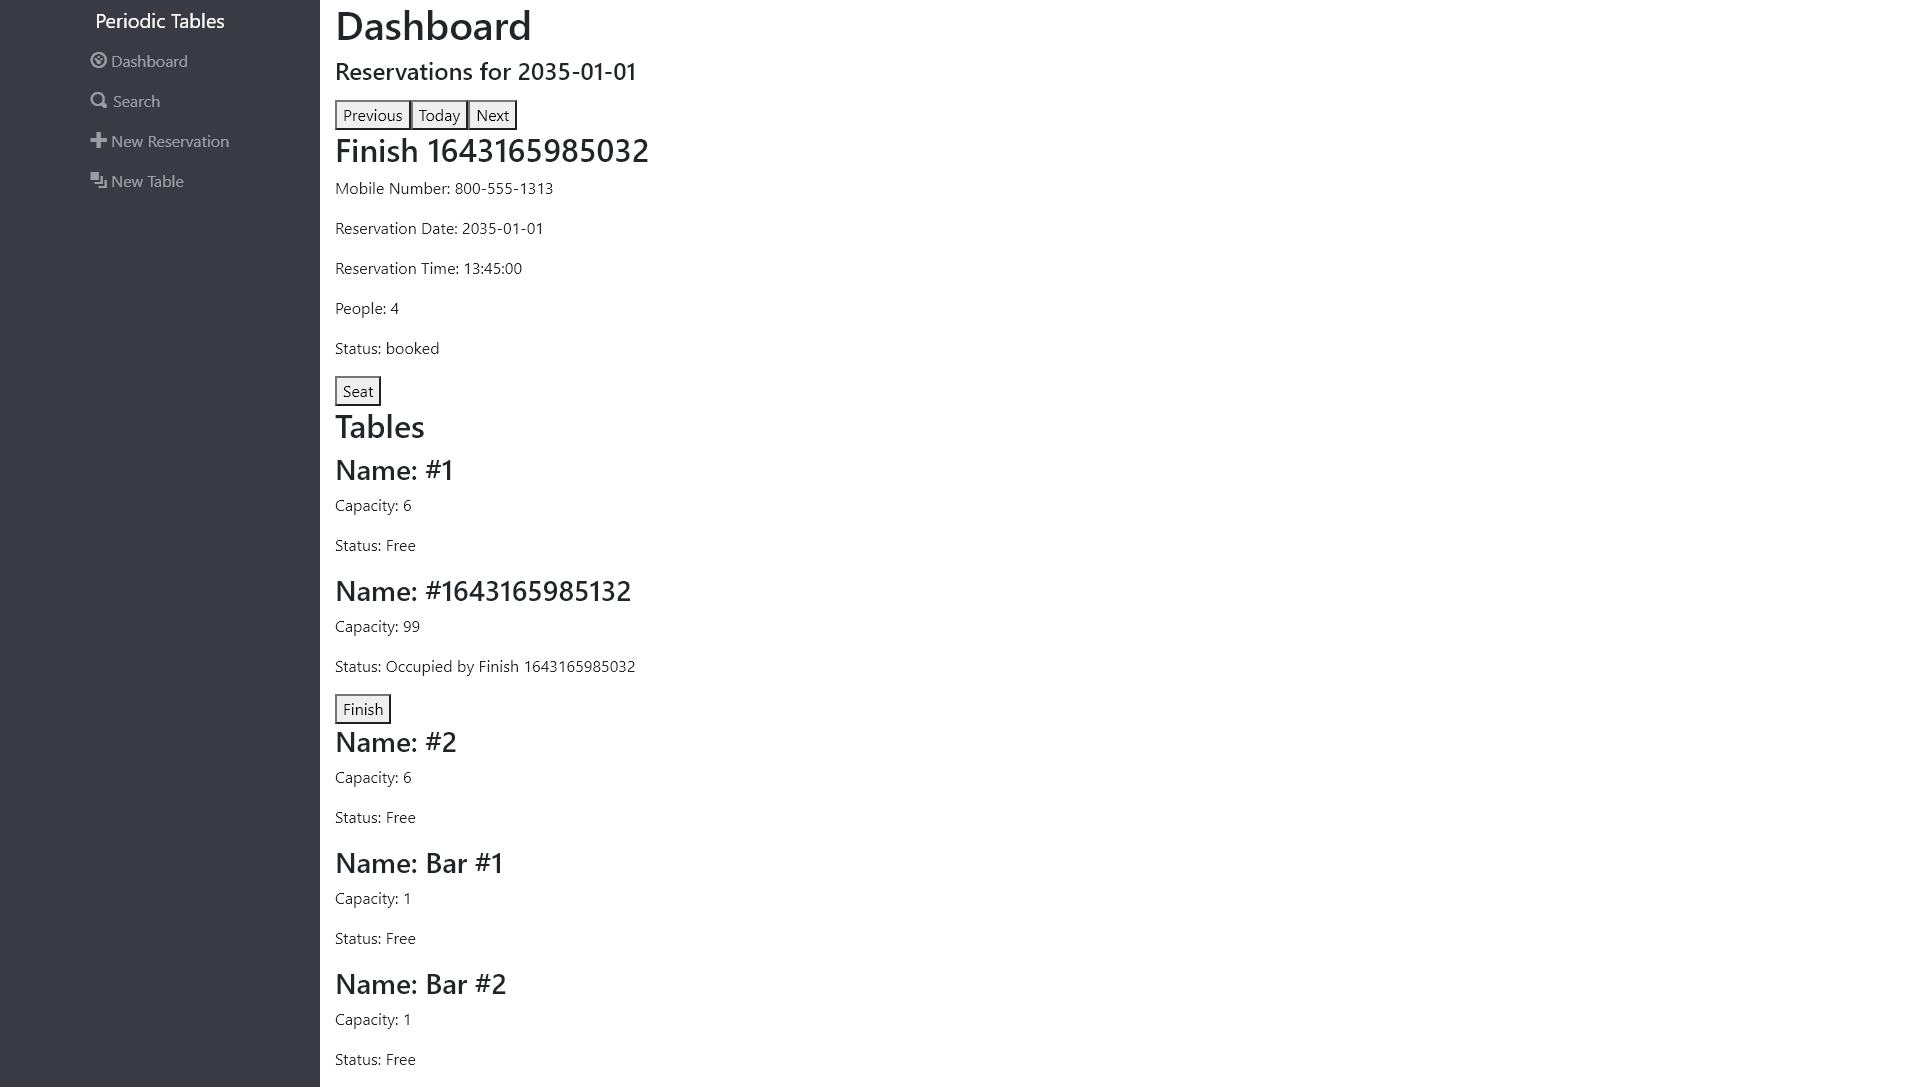 Periodic Tables
Dashboard
Search
New Reservation
New Table
Dashboard
Reservations for 2035-01-01
Previous Today Next
Finish 1643165985032
Mobile Number: 800-555-1313
Reservation Date: 2035-01-01
Reservation Time: 13:45:00
People: 4
Status: booked
Seat
Tables
Name: #1
Capacity: 6
Status: Free
Name: #1643165985132
Capacity: 99
Status: Occupied by Finish 1643165985032
Finish
Name: #2
Capacity: 6
Status: Free
Name: Bar #1
Capacity: 1
Status: Free
Name: Bar #2
Capacity: 1
Status: Free